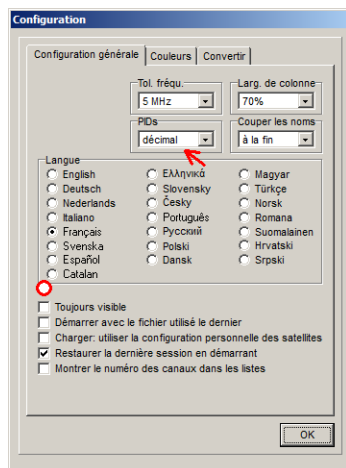 Configuration
Configuration générale Couleurs Convertir
Tol. fréqu. Larg. de colonne
5 MHz 70%
PIDs Couper les noms
décimal à la fin
Langue
English Ελληνικά Magyar
Deutsch Slovensky Türkçe
Nederlands Česky Norsk
Italiano Português Romana
Français Русский Suomalainen
Svenska Polski Hrvatski
Español Dansk Srpski
Catalan
Toujours visible
Démarrer avec le fichier utilisé le dernier
Charger: utiliser la configuration personnelle des satellites
Restaurer la dernière session en démarrant
Montrer le numéro des canaux dans les listes
OK